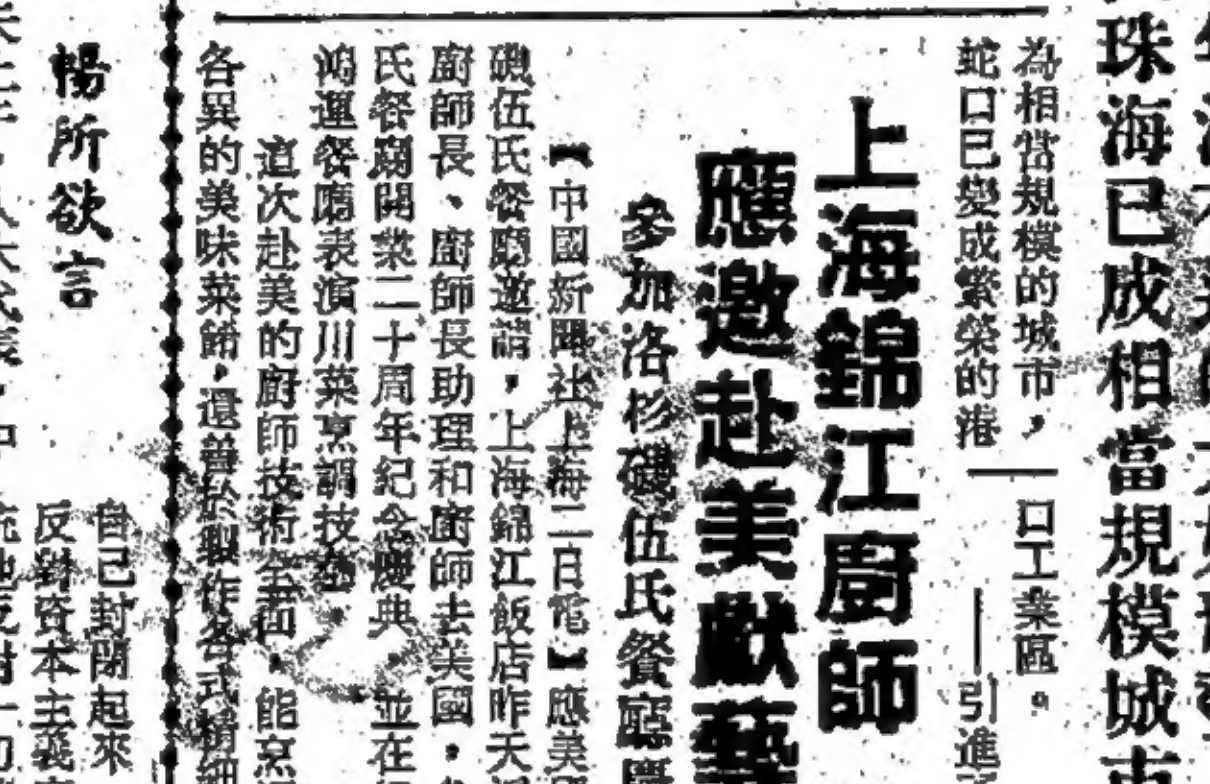 珠海已成相當規模城市
為相當規模的城市，
蛇口已變成繁榮的港
口工業區。
——引進
上海錦江廚師
應邀赴美獻藝
參加洛杉磯伍氏餐廳慶
【中國新聞社上海二日電】應美
磯伍氏餐廳邀請，上海錦江飯店昨天
廚師長、廚師長助理和廚師去美國，
氏餐廳開業二十周年紀念慶典，並在
鴻運餐廳表演川菜烹調技藝。
這次赴美的廚師技術全面，能烹
各異的美味菜餚，還善於製作各式精細
暢所欲言
自己封閉起來
反對資本主義